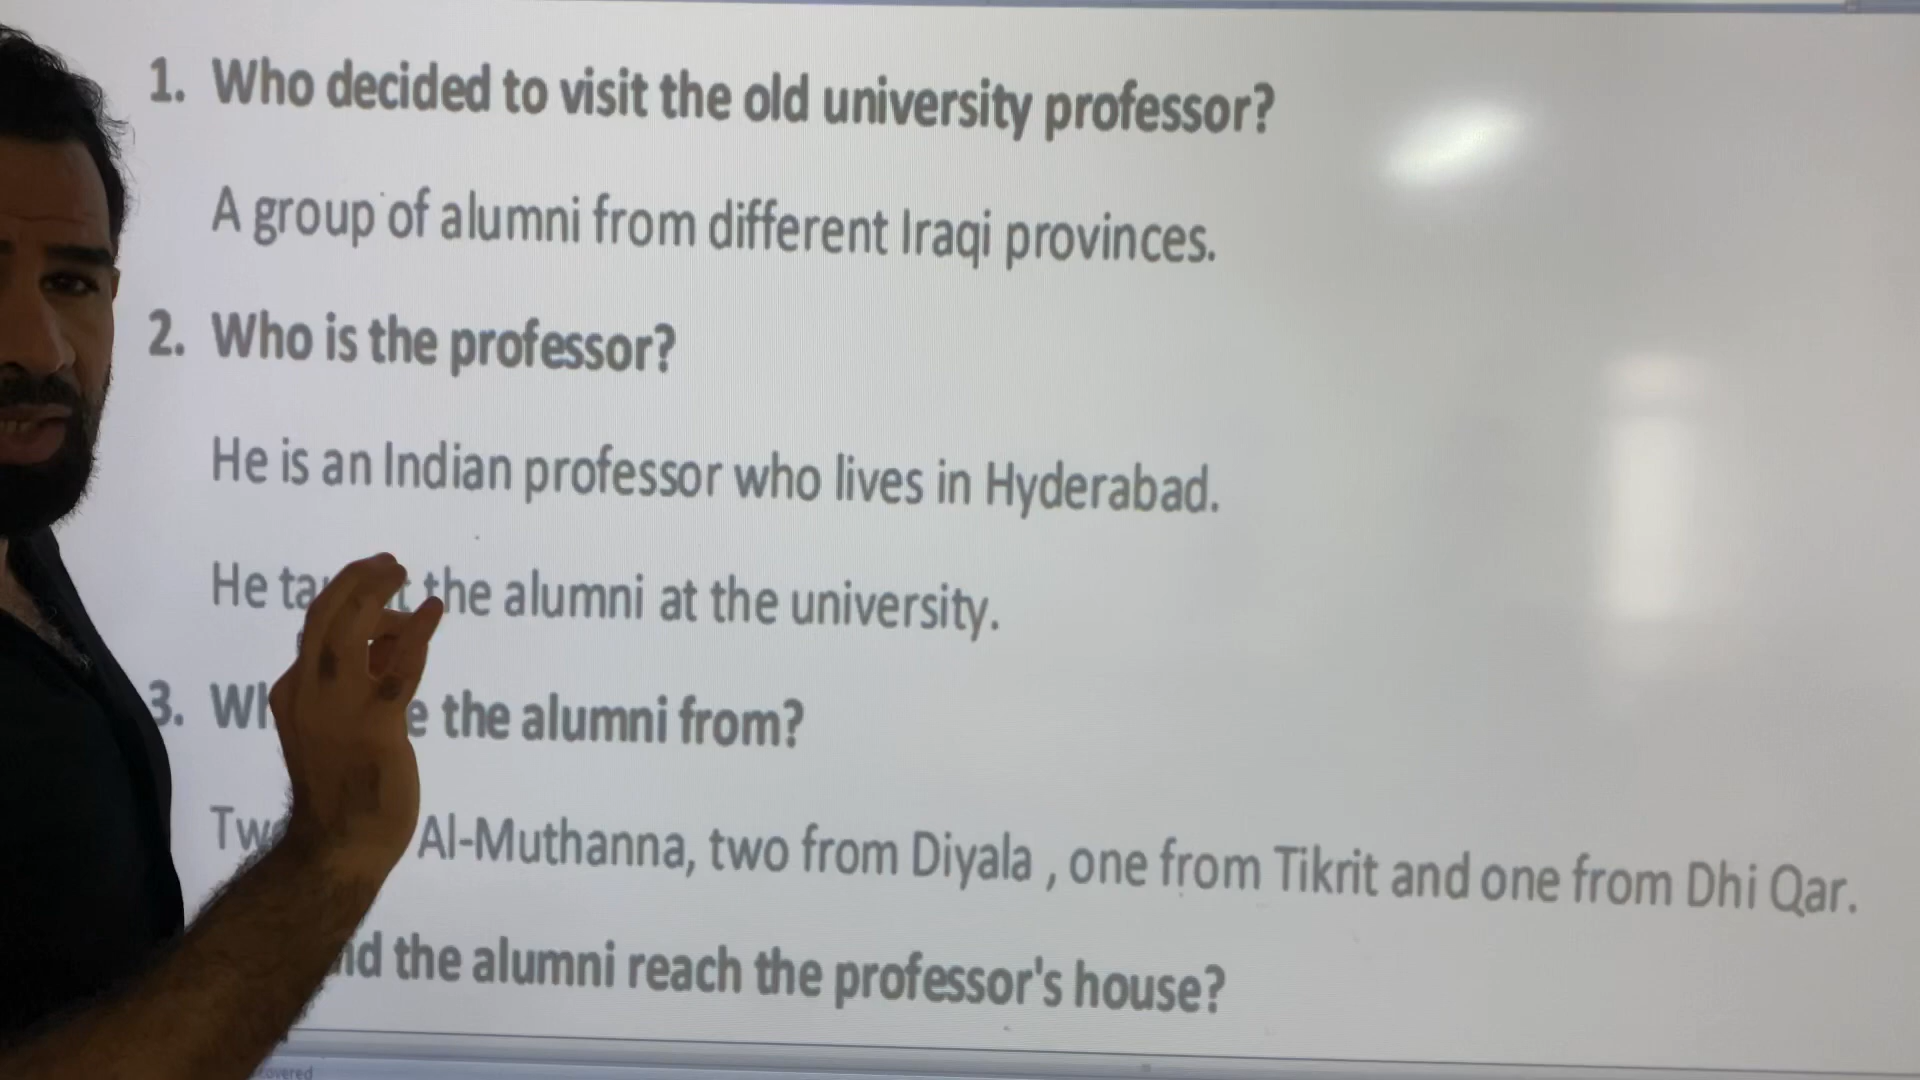 1. Who decided to visit the old university professor?
A group of alumni from different Iraqi provinces.
2. Who is the professor?
He is an Indian professor who lives in Hyderabad.
He the alumni at the university.
3. the alumni from?
Al-Muthanna, two from Diyala , one from Tikrit and one from Dhi Qar.
the alumni reach the professor's house?